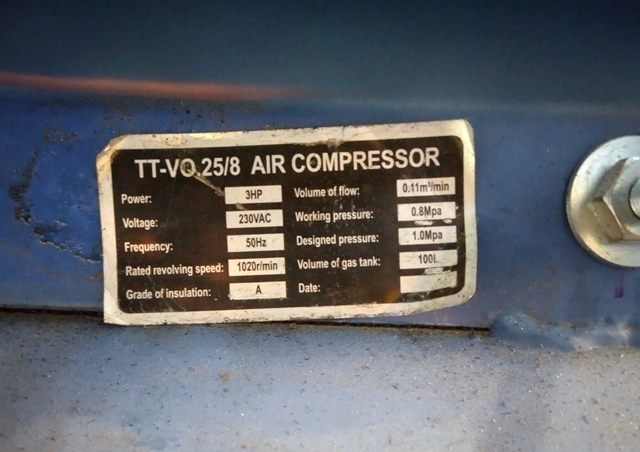 TT-VO.25/8 AIR COMPRESSOR
Power: 3HP Volume of flow: 0.11m³/min
Voltage: 230VAC Working pressure: 0.8Mpa
Frequency: 50Hz Designed pressure: 1.0Mpa
Rated revolving speed: 1020r/min Volume of gas tank: 100L
Grade of insulation: A Date: